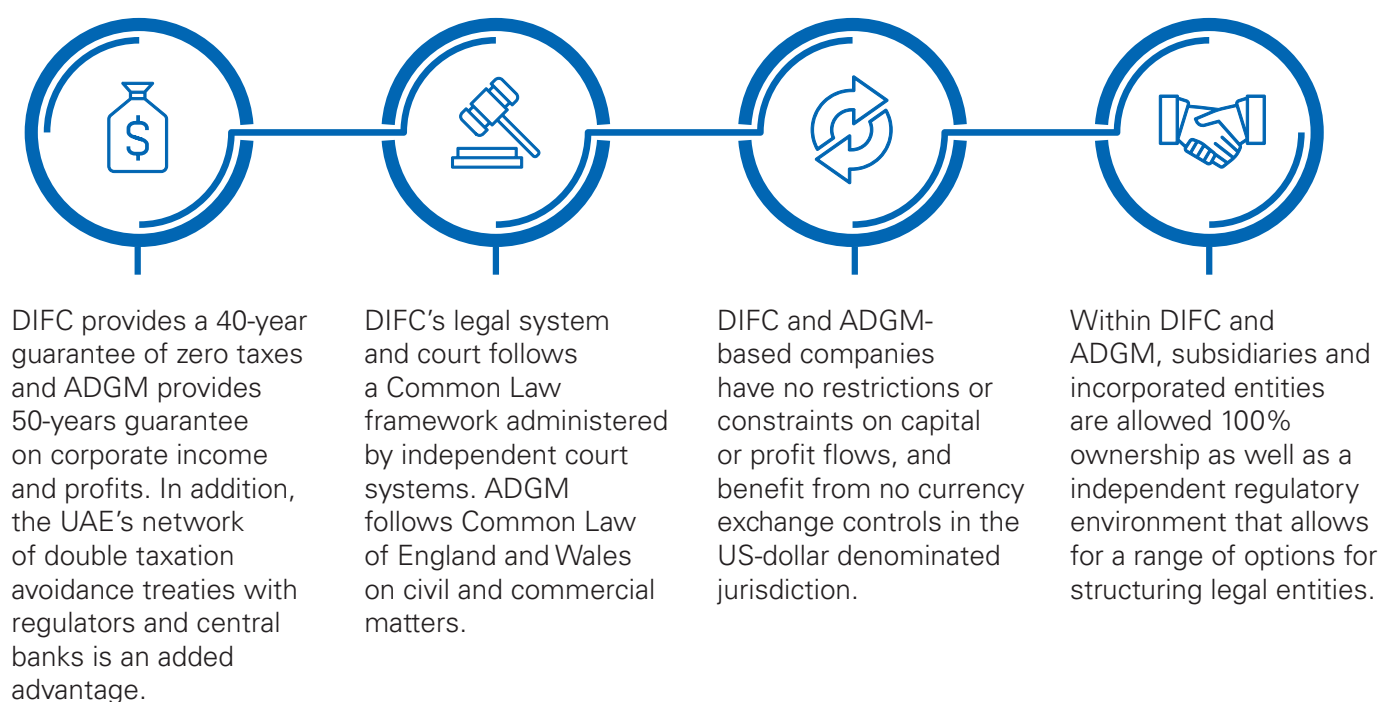 $
DIFC provides a 40-year
guarantee of zero taxes
and ADGM provides
50-years guarantee
on corporate income
and profits. In addition,
the UAE's network
of double taxation
avoidance treaties with
regulators and central
banks is an added
advantage.
DIFC's legal system
and court follows
a Common Law
framework administered
by independent court
systems. ADGM
follows Common Law
of England and Wales
on civil and commercial
matters.
DIFC and ADGM-
based companies
have no restrictions or
constraints on capital
or profit flows, and
benefit from no currency
exchange controls in the
US-dollar denominated
jurisdiction.
Within DIFC and
ADGM, subsidiaries and
incorporated entities
are allowed 100%
ownership as well as a
independent regulatory
environment that allows
for a range of options for
structuring legal entities.